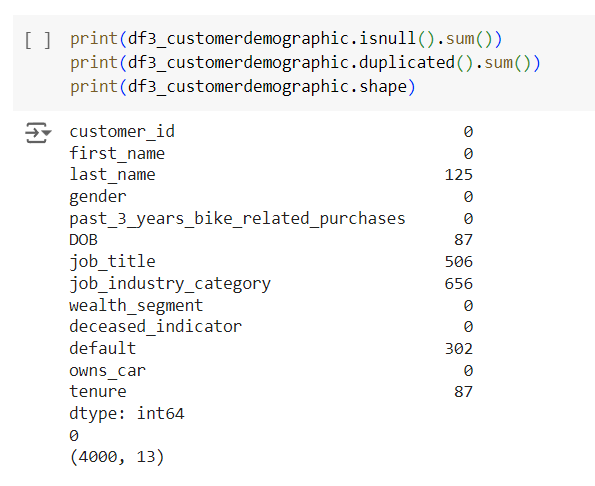 [ ] print(df3_customerdemographic.isnull().sum())
print(df3_customerdemographic.duplicated().sum())
print(df3_customerdemographic.shape)
customer_id 0
first_name 0
last_name 125
gender 0
past_3_years_bike_related_purchases 0
DOB 87
job_title 506
job_industry_category 656
wealth_segment 0
deceased_indicator 0
default 302
owns_car 0
tenure 87
dtype: int64
0
(4000, 13)